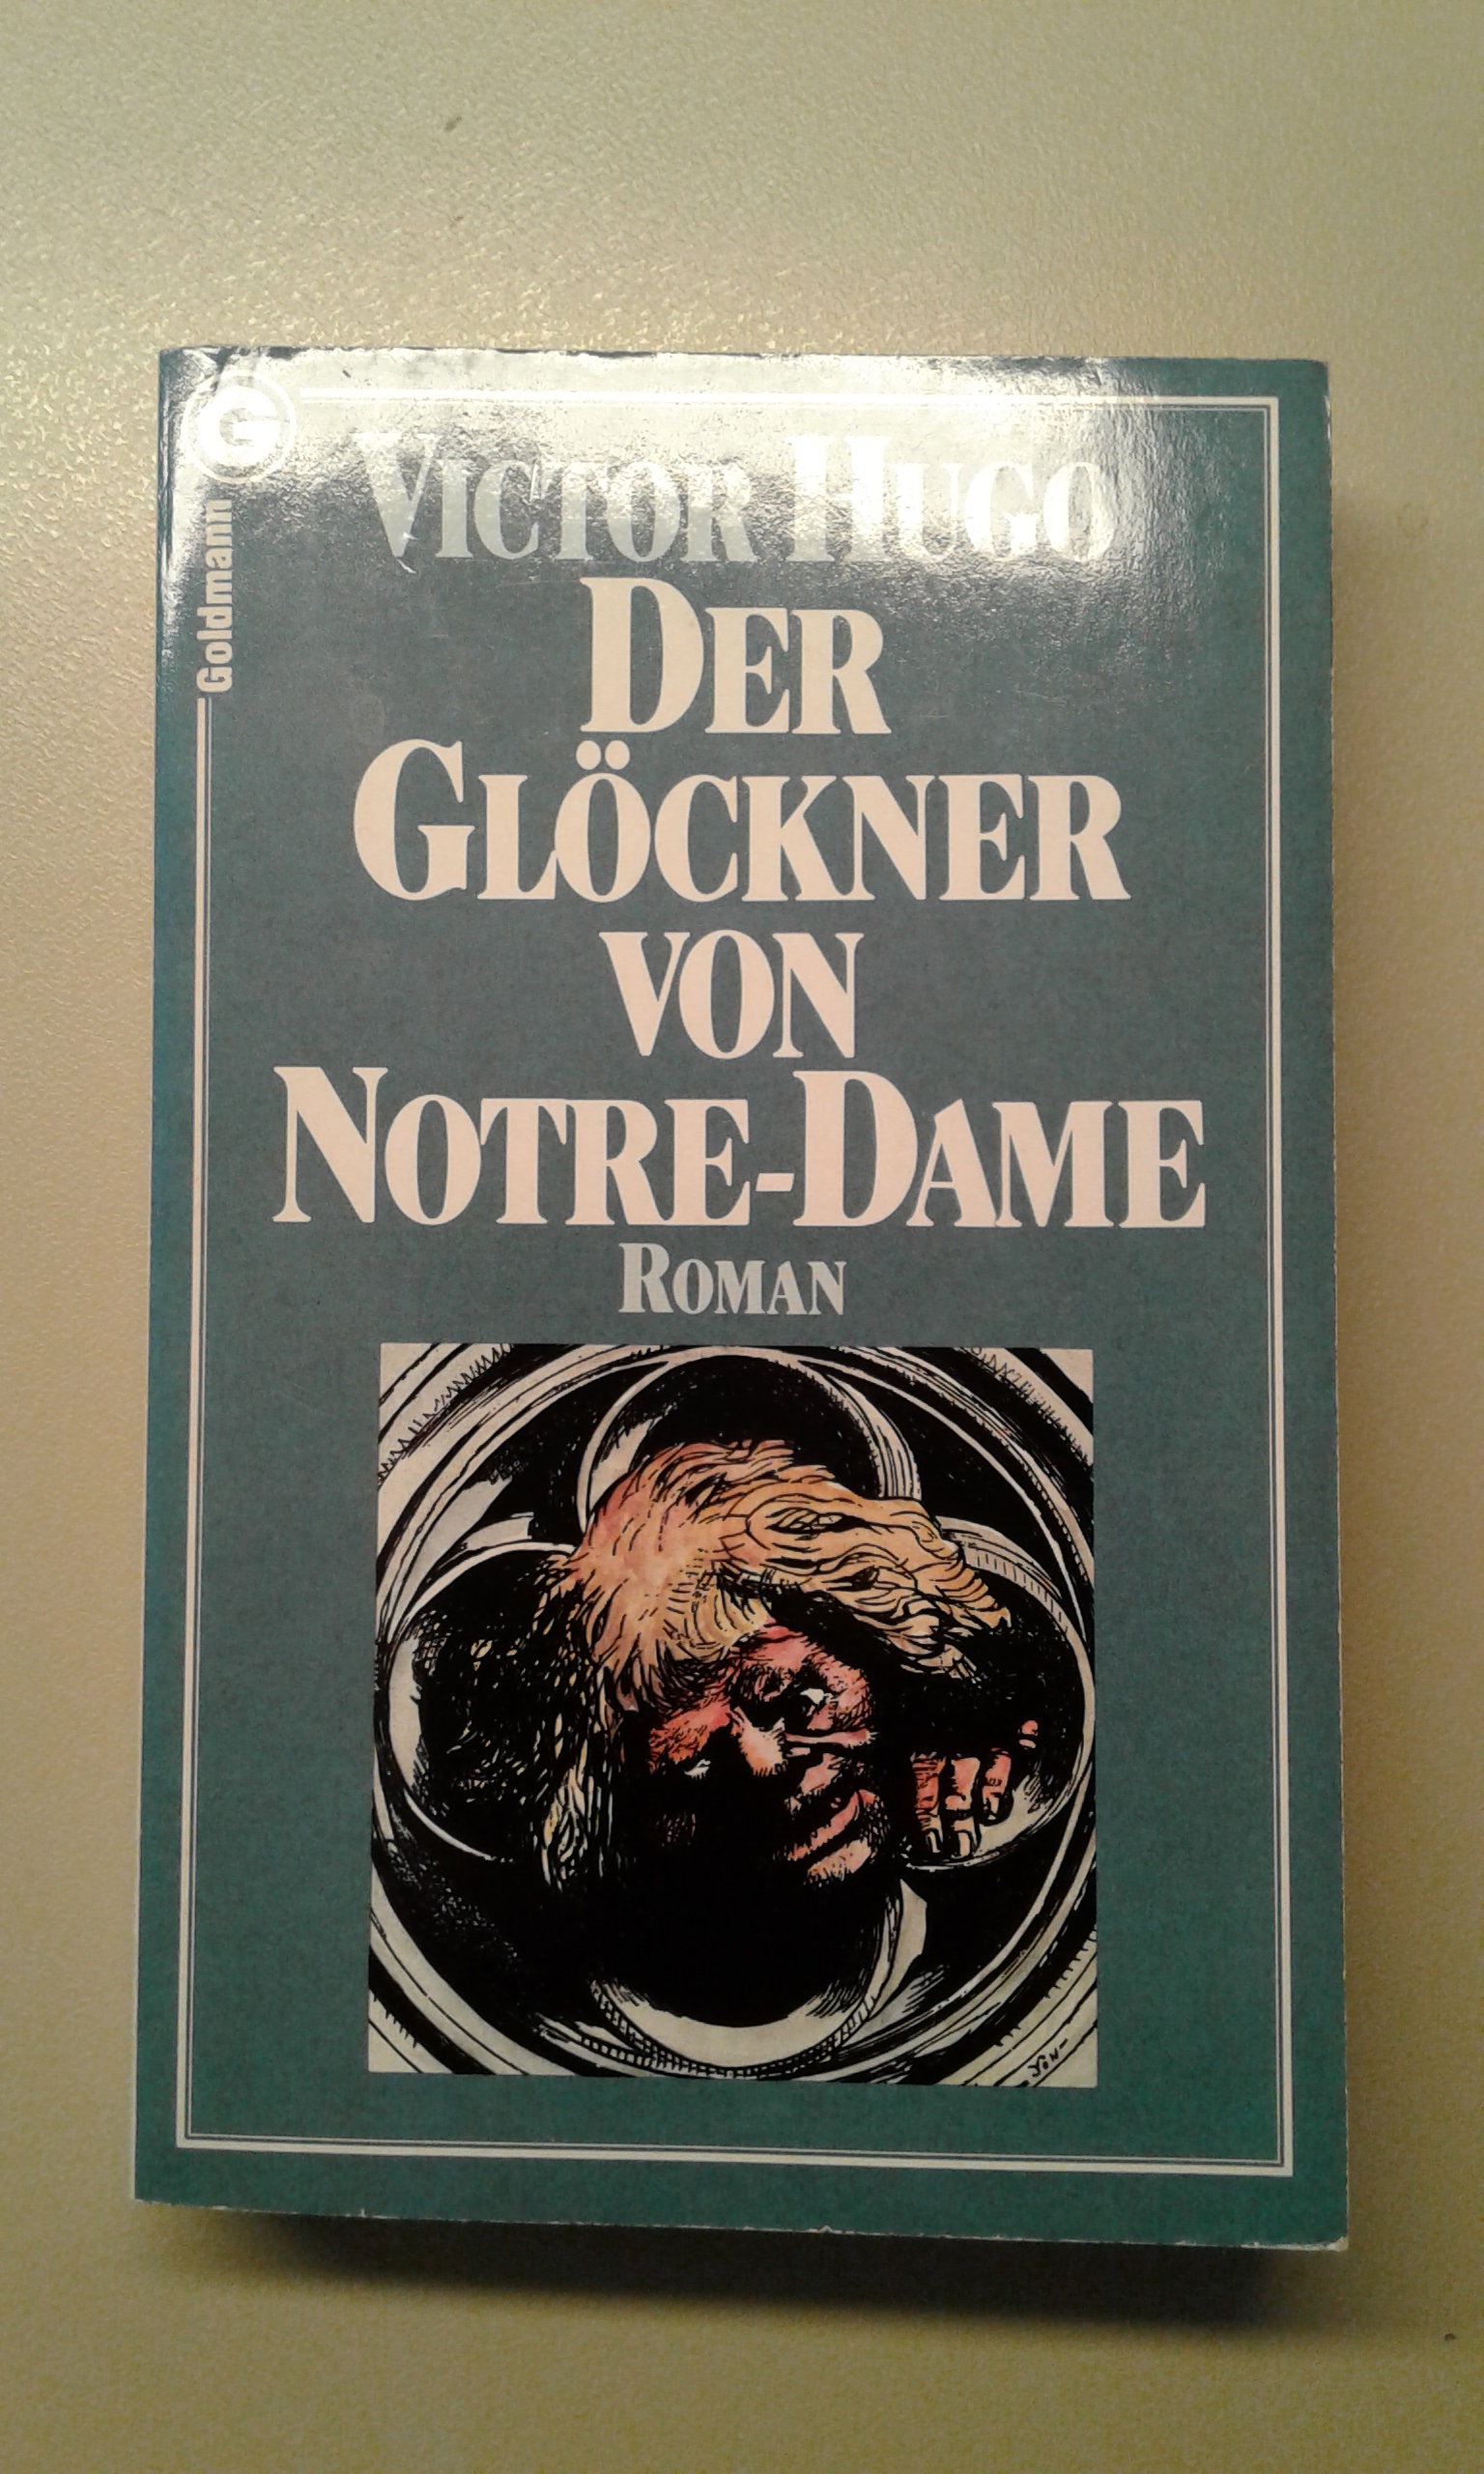 G
Goldmann
VICTOR HUGO
DER
GLÖCKNER
VON
NOTRE-DAME
ROMAN